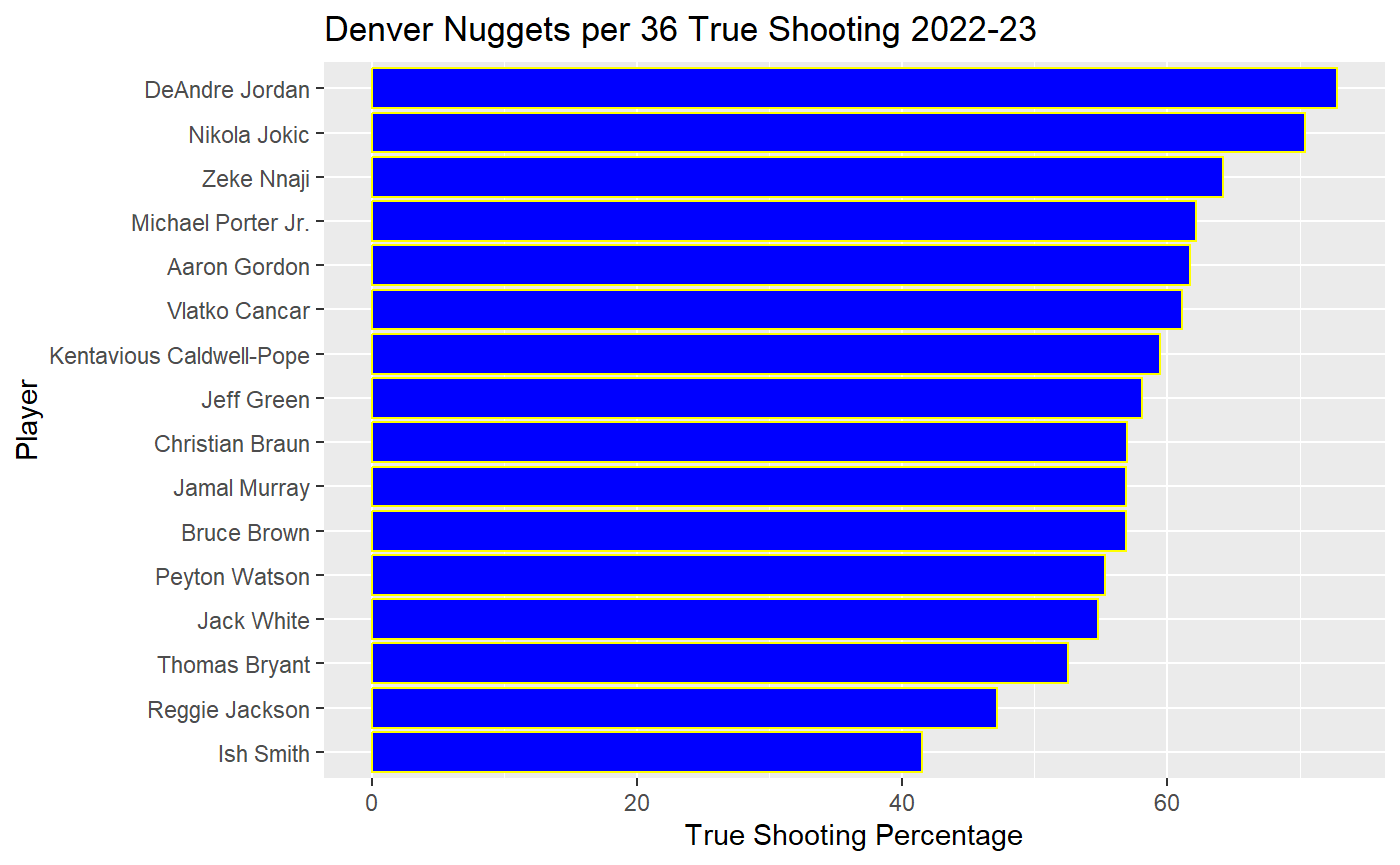 Denver Nuggets per 36 True Shooting 2022-23
Player
DeAndre Jordan
Nikola Jokic
Zeke Nnaji
Michael Porter Jr.
Aaron Gordon
Vlatko Cancar
Kentavious Caldwell-Pope
Jeff Green
Christian Braun
Jamal Murray
Bruce Brown
Peyton Watson
Jack White
Thomas Bryant
Reggie Jackson
Ish Smith
0 20 40 60
True Shooting Percentage